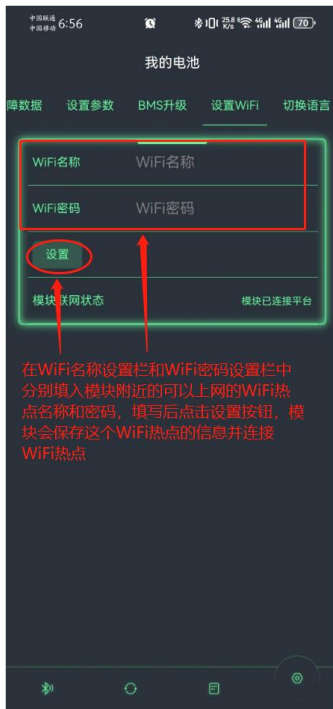 中国联通
中国移动 6:56 25.8 K/s 6 4G 4G 70
我的电池
障数据 设置参数 BMS升级 设置WiFi 切换语言
WiFi名称 WiFi名称
WiFi密码 WiFi密码
设置
模块联网状态 模块已连接平台
在WiFi名称设置栏和WiFi密码设置栏中
分别填入模块附近的可以上网的WiFi热
点名称和密码，填写后点击设置按钮，模
块会保存这个WiFi热点的信息并连接
WiFi热点